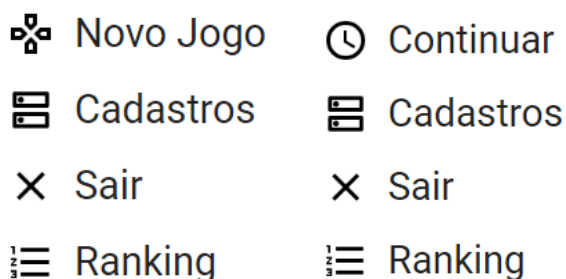 Novo Jogo
Cadastros
Sair
Ranking
Continuar
Cadastros
Sair
Ranking